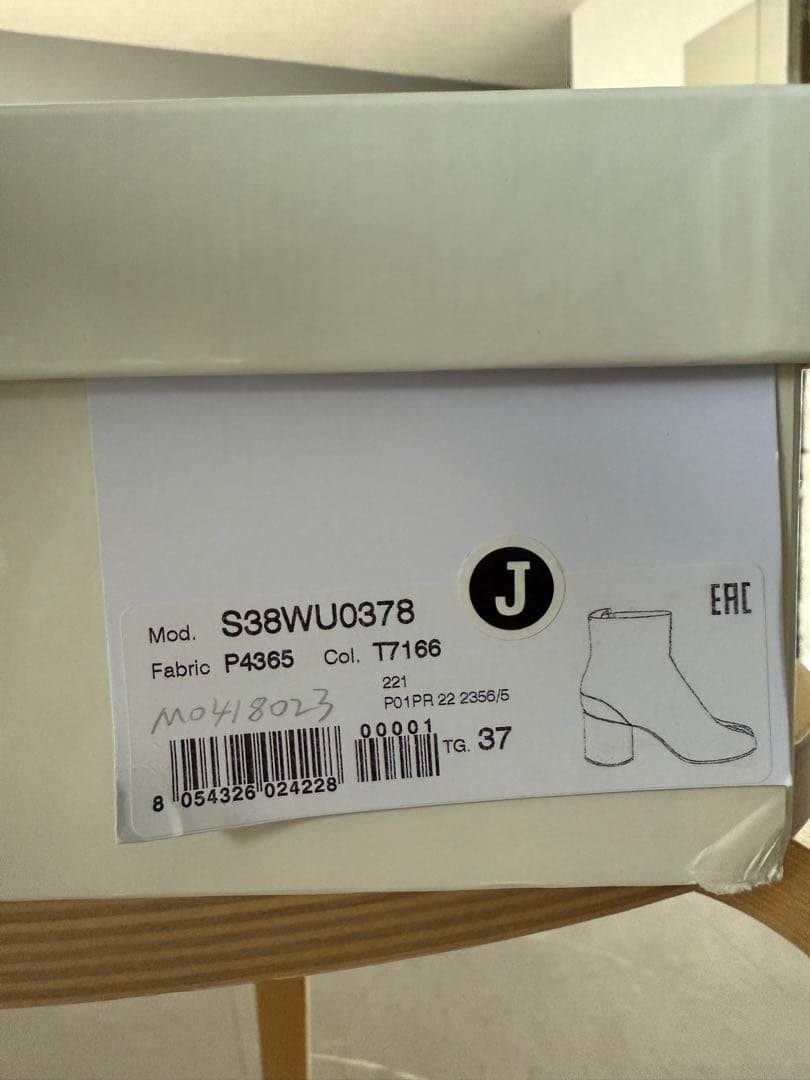 J
EAC
Mod. S38WU0378
Fabric P4365 Col. T7166
221
P01PR 22 2356/5
M0418023
00001
TG. 37
8 054326 024228